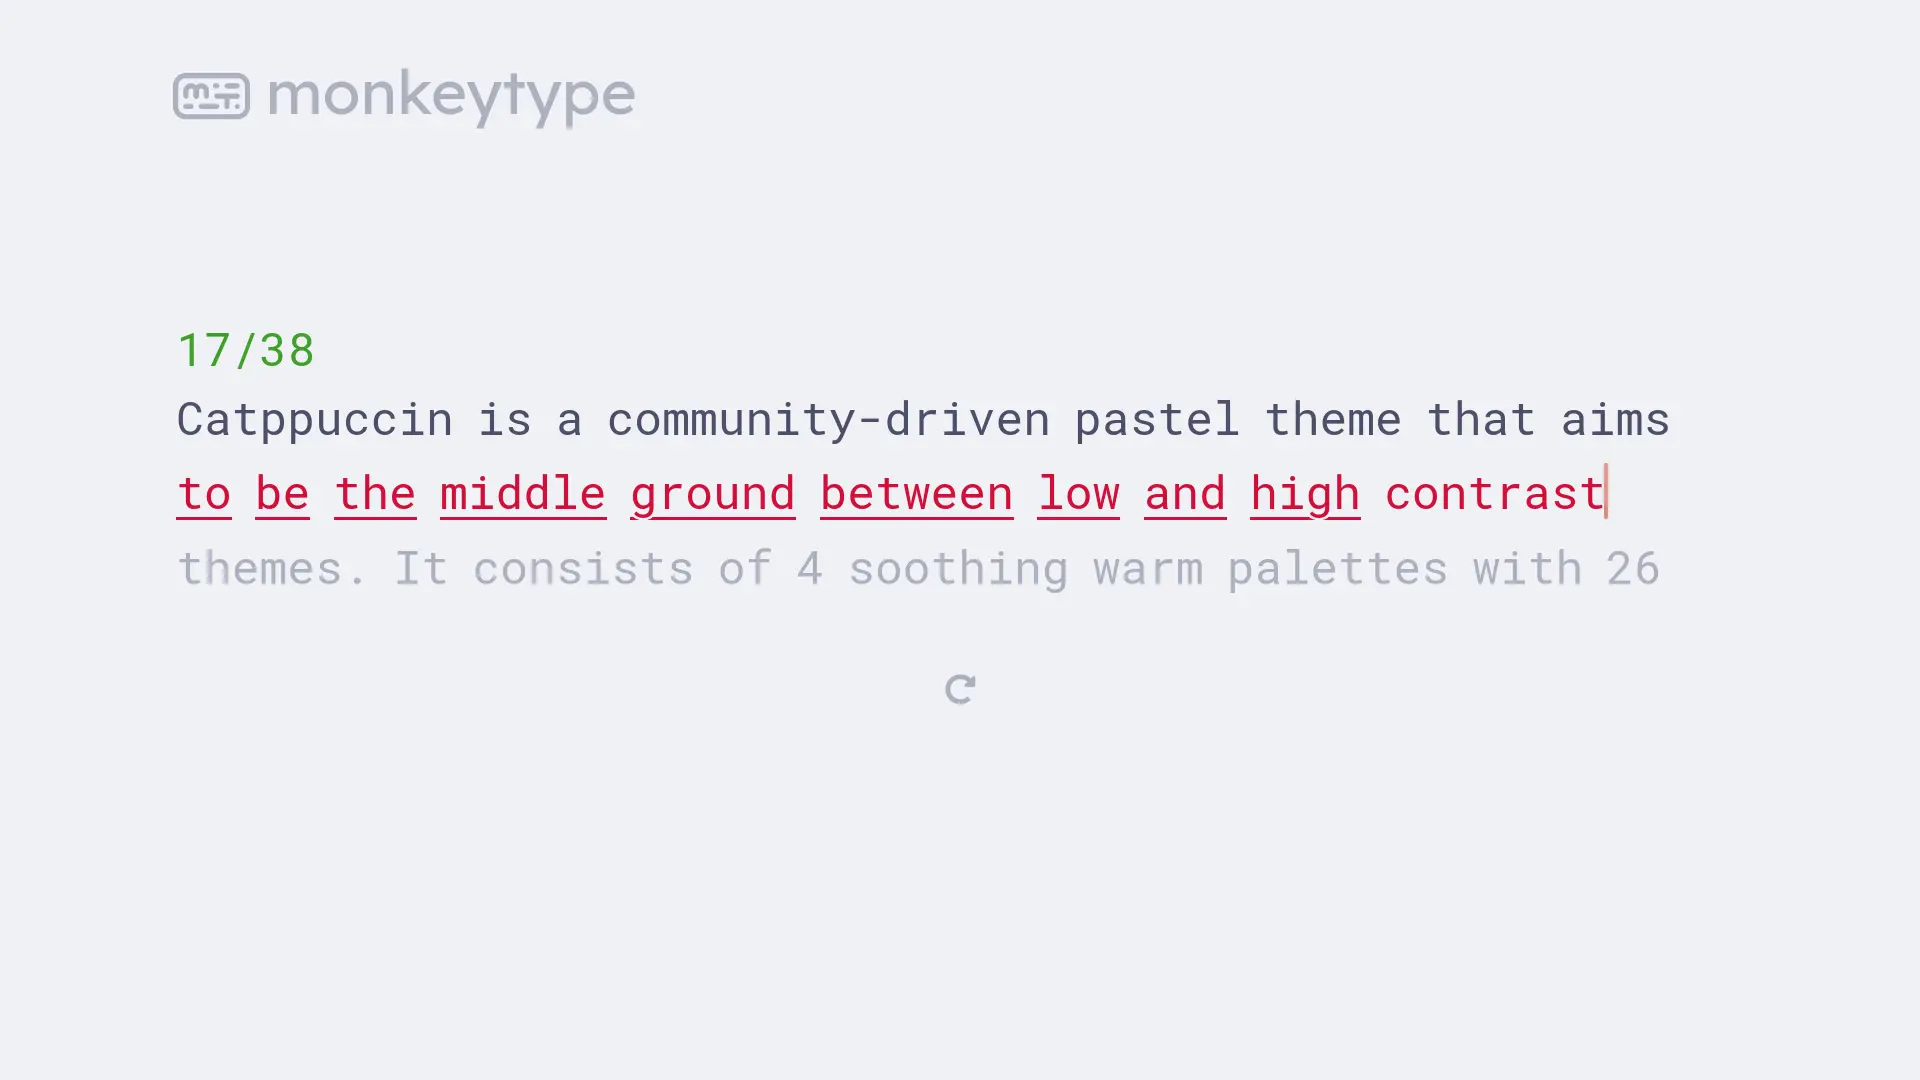 monkeytype
17/38
Catppuccin is a community-driven pastel theme that aims
to be the middle ground between low and high contrast
themes. It consists of 4 soothing warm palettes with 26